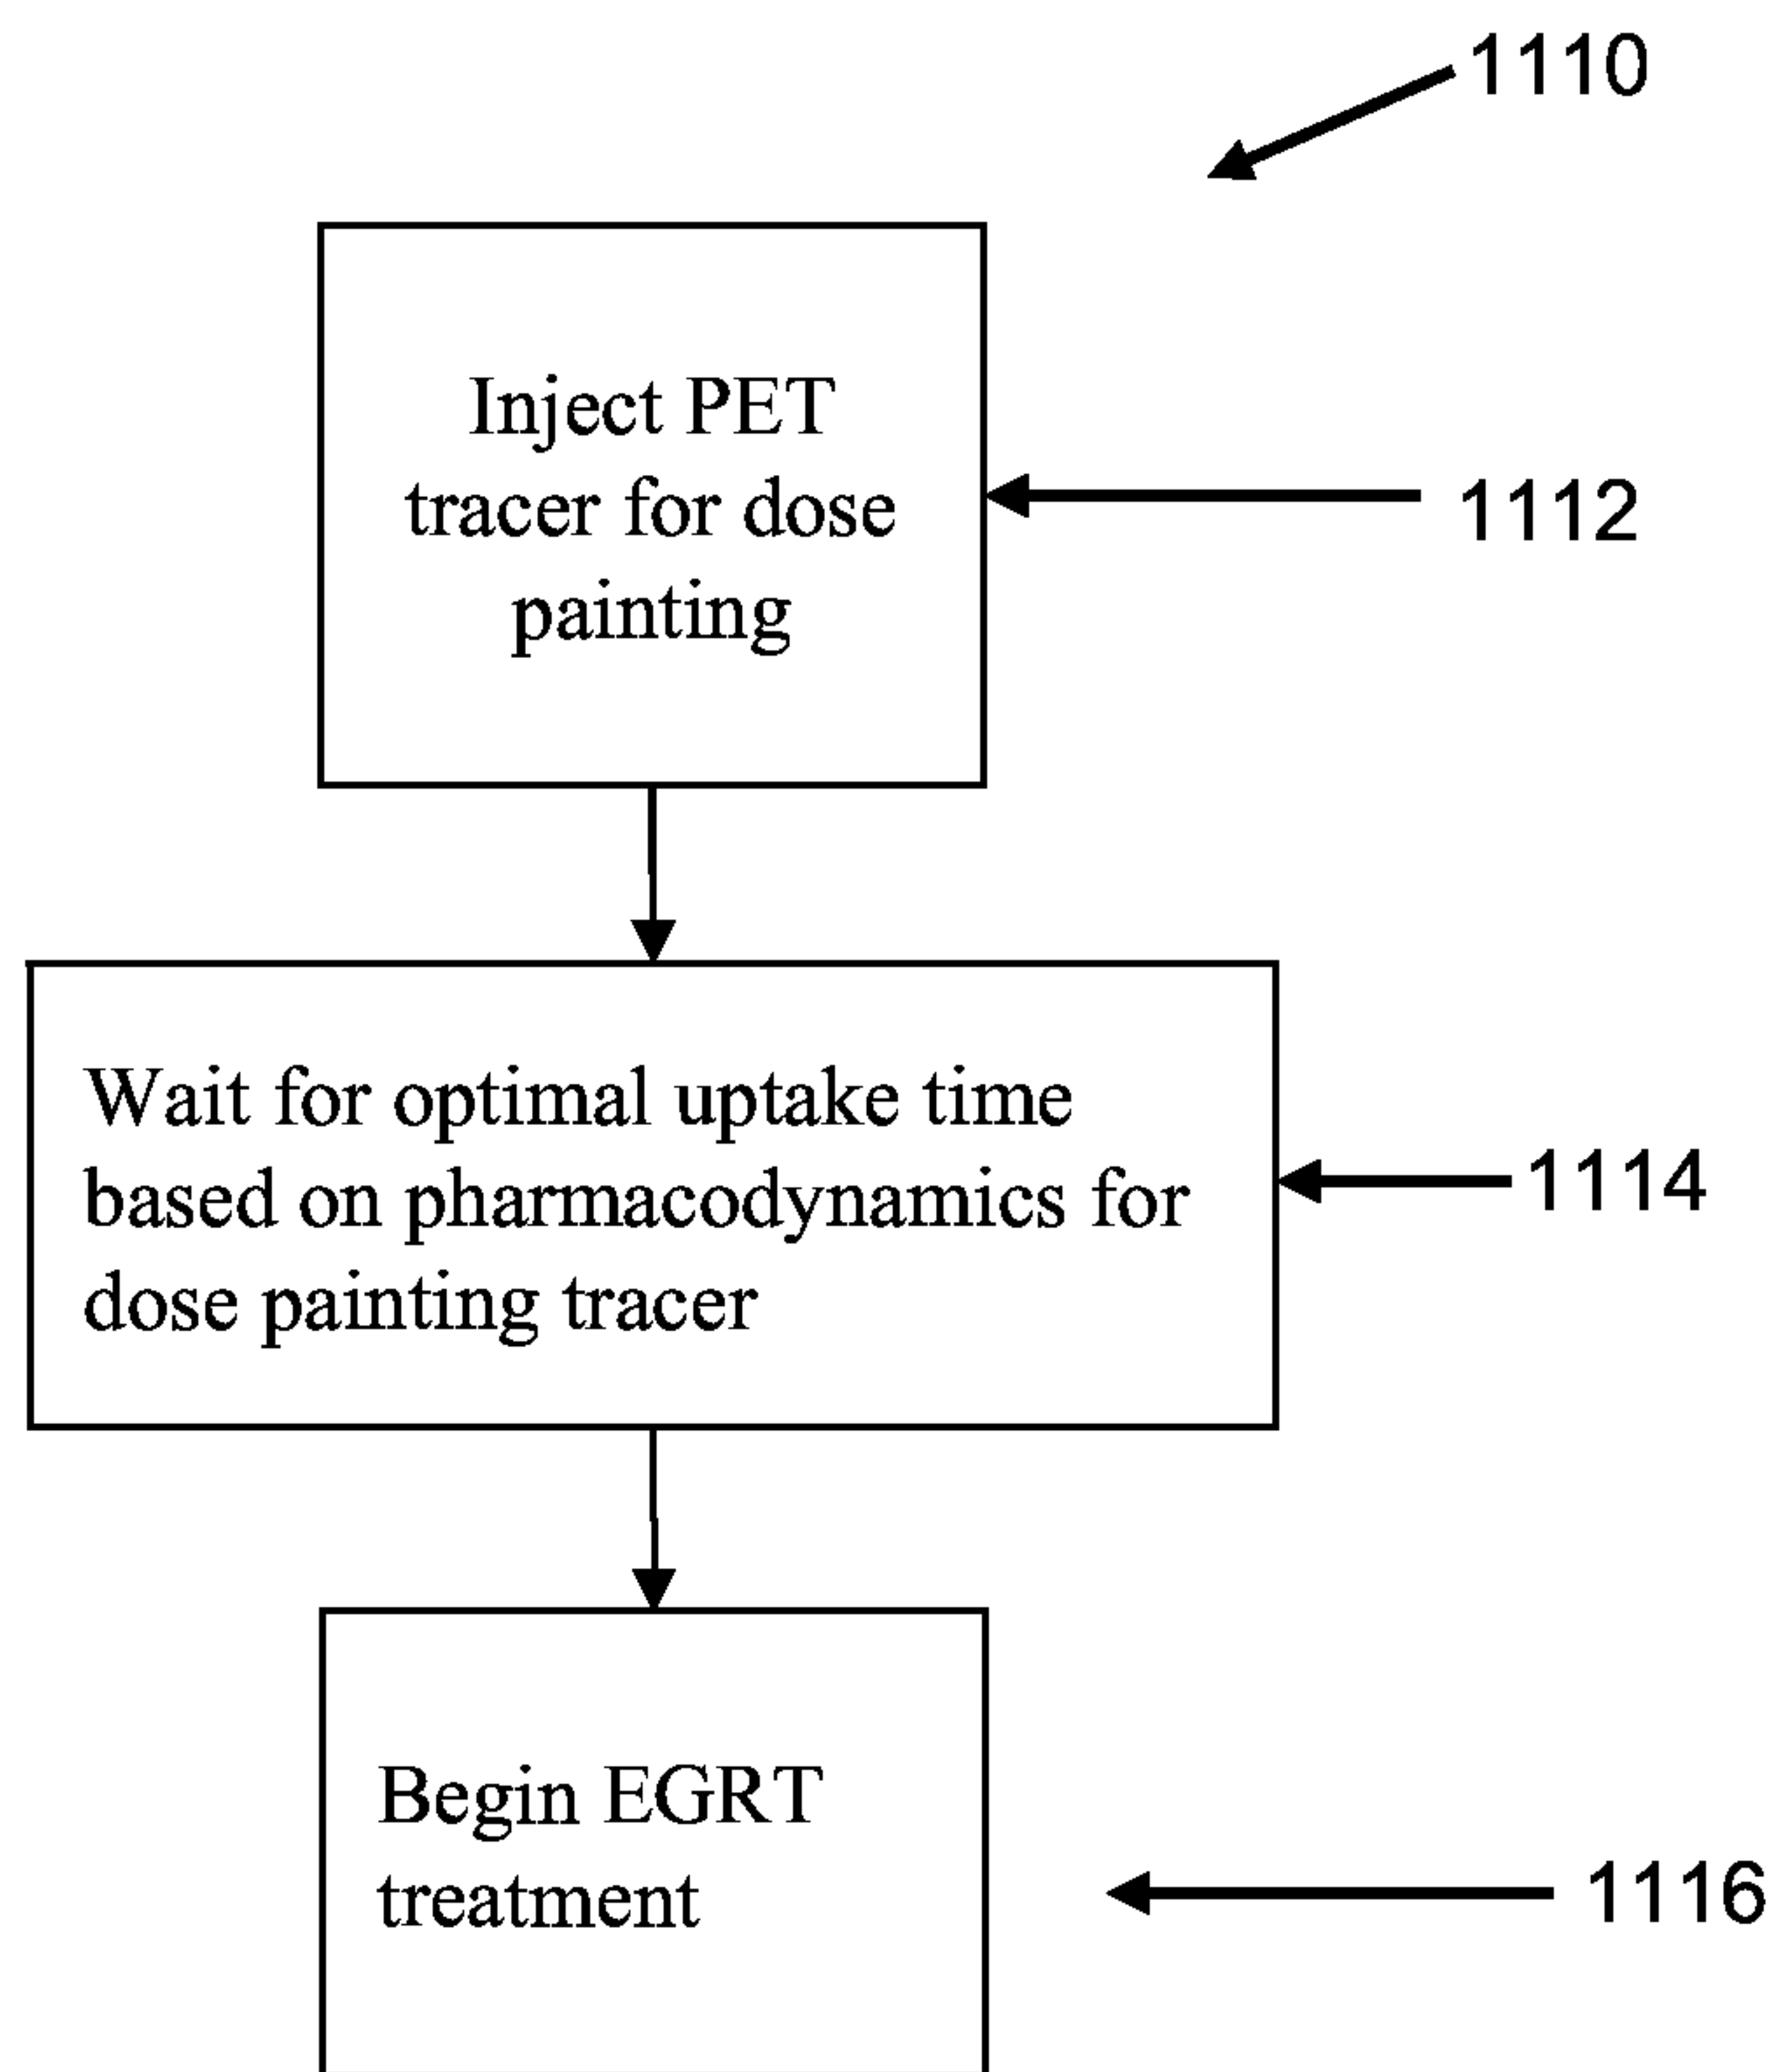 1110
Inject PET
tracer for dose
painting
1112
Wait for optimal uptake time
based on pharmacodynamics for
dose painting tracer
1114
Begin EGRT
treatment
1116